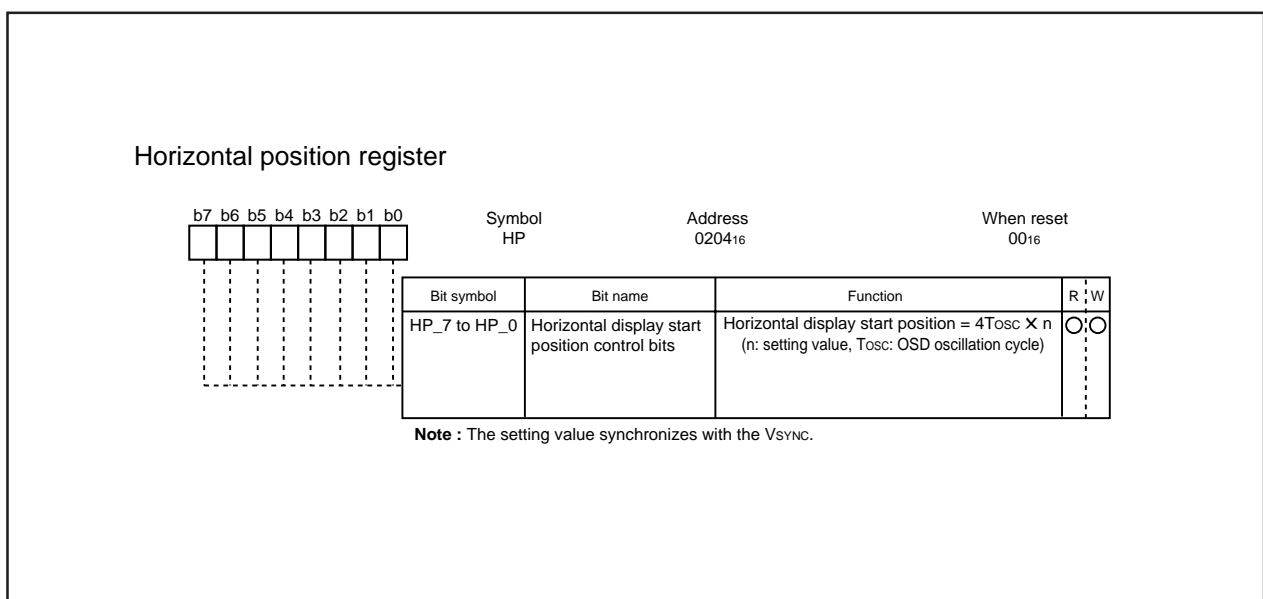 Horizontal position register
b7 b6 b5 b4 b3 b2 b1 b0
Symbol Address When reset
HP 0204₁₆ 00₁₆
Bit symbol Bit name Function R W
HP_7 to HP_0 Horizontal display start Horizontal display start position = 4Tosc X n
position control bits (n: setting value, Tosc: OSD oscillation cycle)
Note : The setting value synchronizes with the VSYNC.